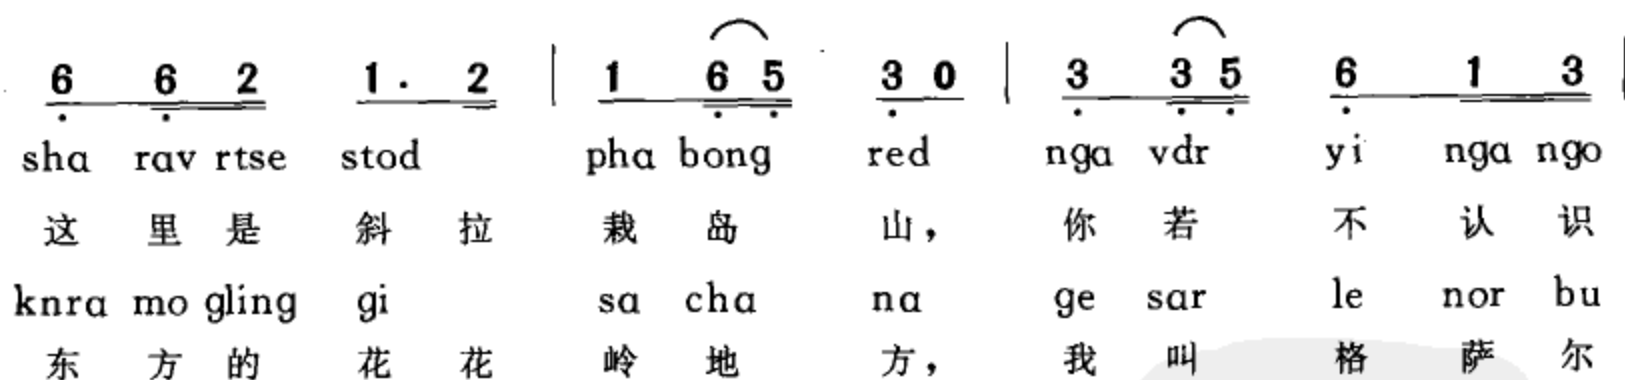 6 6 2 1 · 2 | 1 6 5 3 0 | 3 3 5 6 1 3 |
sha rav rtse stod pha bong red nga vdr yi nga ngo
这 里 是 斜 拉 栽 岛 山， 你 若 不 认 识
knra mo gling gi sa cha na ge sar le nor bu
东 方 的 花 花 岭 地 方， 我 叫 格 萨 尔